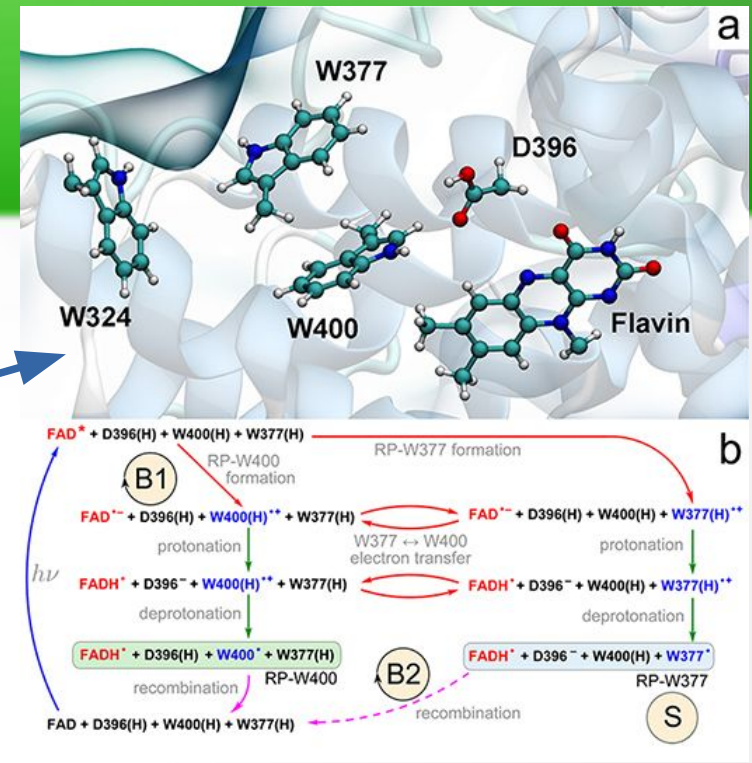 a
W377
D396
W324
W400
Flavin
b
FAD* + D396(H) + W400(H) + W377(H)
RP-W377 formation
RP-W400
formation
B1
FAD•− + D396(H) + W400(H)•+ + W377(H)
FAD•− + D396(H) + W400(H) + W377(H)•+
W377 ↔ W400
electron transfer
protonation
protonation
hν
FADH• + D396− + W400(H)•+ + W377(H)
FADH• + D396− + W400(H) + W377(H)•+
deprotonation
deprotonation
FADH• + D396(H) + W400• + W377(H)
FADH• + D396− + W400(H) + W377•
RP-W400
B2
RP-W377
recombination
recombination
S
FAD + D396(H) + W400(H) + W377(H)